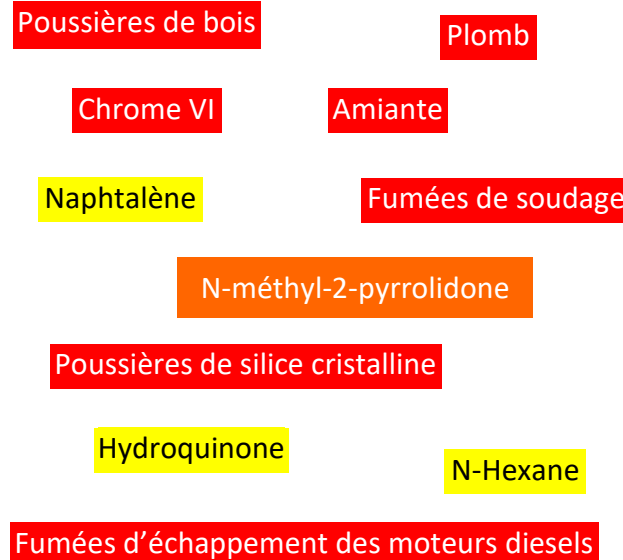 Poussières de bois
Plomb
Chrome VI
Amiante
Naphtalène
Fumées de soudage
N-méthyl-2-pyrrolidone
Poussières de silice cristalline
Hydroquinone
N-Hexane
Fumées d’échappement des moteurs diesels